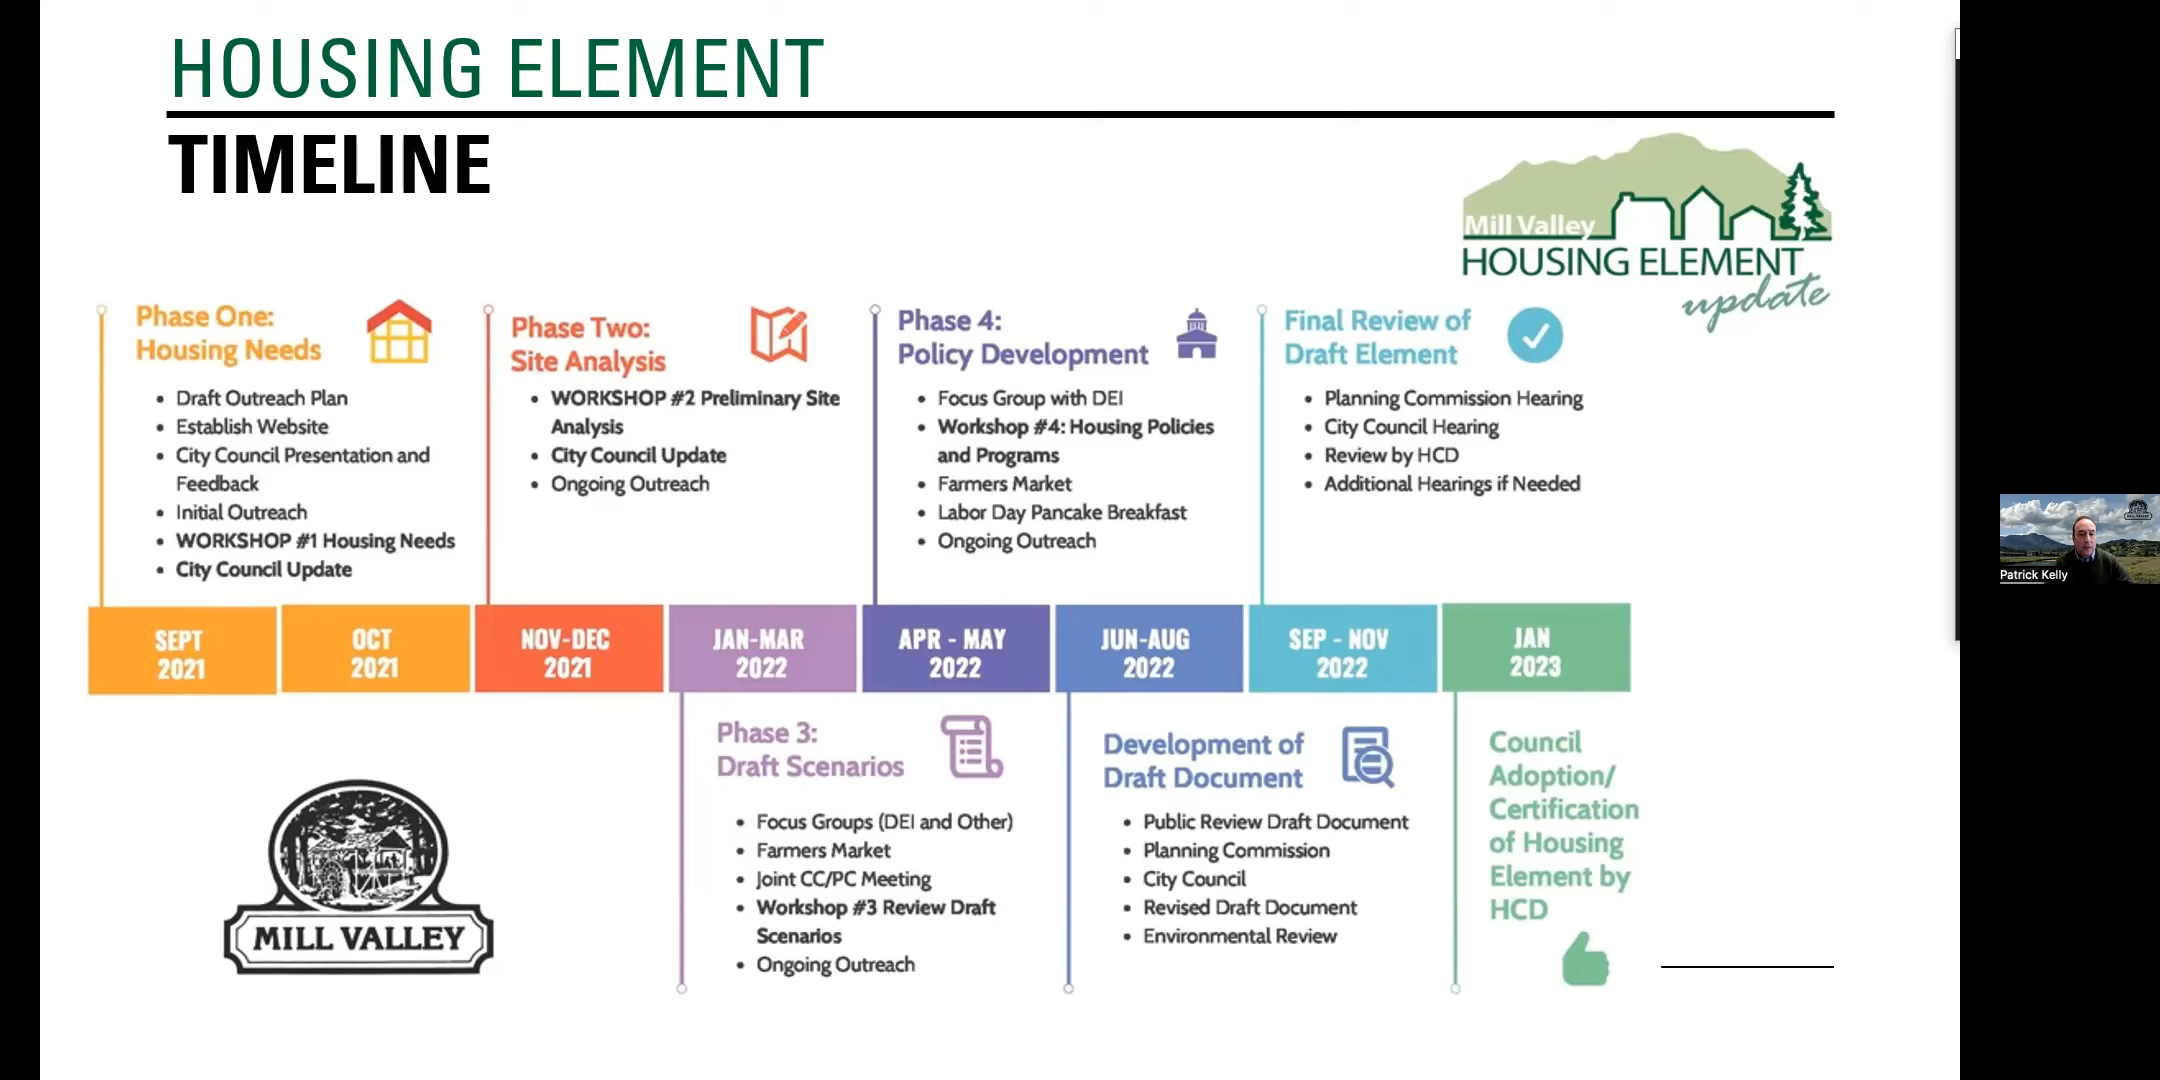 HOUSING ELEMENT
TIMELINE
Mill Valley
HOUSING ELEMENT
update
Phase One:
Housing Needs
• Draft Outreach Plan
• Establish Website
• City Council Presentation and
Feedback
• Initial Outreach
• WORKSHOP #1 Housing Needs
• City Council Update
Phase Two:
Site Analysis
• WORKSHOP #2 Preliminary Site
Analysis
• City Council Update
• Ongoing Outreach
Phase 4:
Policy Development
• Focus Group with DEI
• Workshop #4: Housing Policies
and Programs
• Farmers Market
• Labor Day Pancake Breakfast
• Ongoing Outreach
Final Review of
Draft Element
• Planning Commission Hearing
• City Council Hearing
• Review by HCD
• Additional Hearings if Needed
SEPT
2021
OCT
2021
NOV-DEC
2021
JAN-MAR
2022
APR - MAY
2022
JUN-AUG
2022
SEP - NOV
2022
JAN
2023
Phase 3:
Draft Scenarios
• Focus Groups (DEI and Other)
• Farmers Market
• Joint CC/PC Meeting
• Workshop #3 Review Draft
Scenarios
• Ongoing Outreach
Development of
Draft Document
• Public Review Draft Document
• Planning Commission
• City Council
• Revised Draft Document
• Environmental Review
Council
Adoption/
Certification
of Housing
Element by
HCD
MILL VALLEY
MILL VALLEY
Patrick Kelly